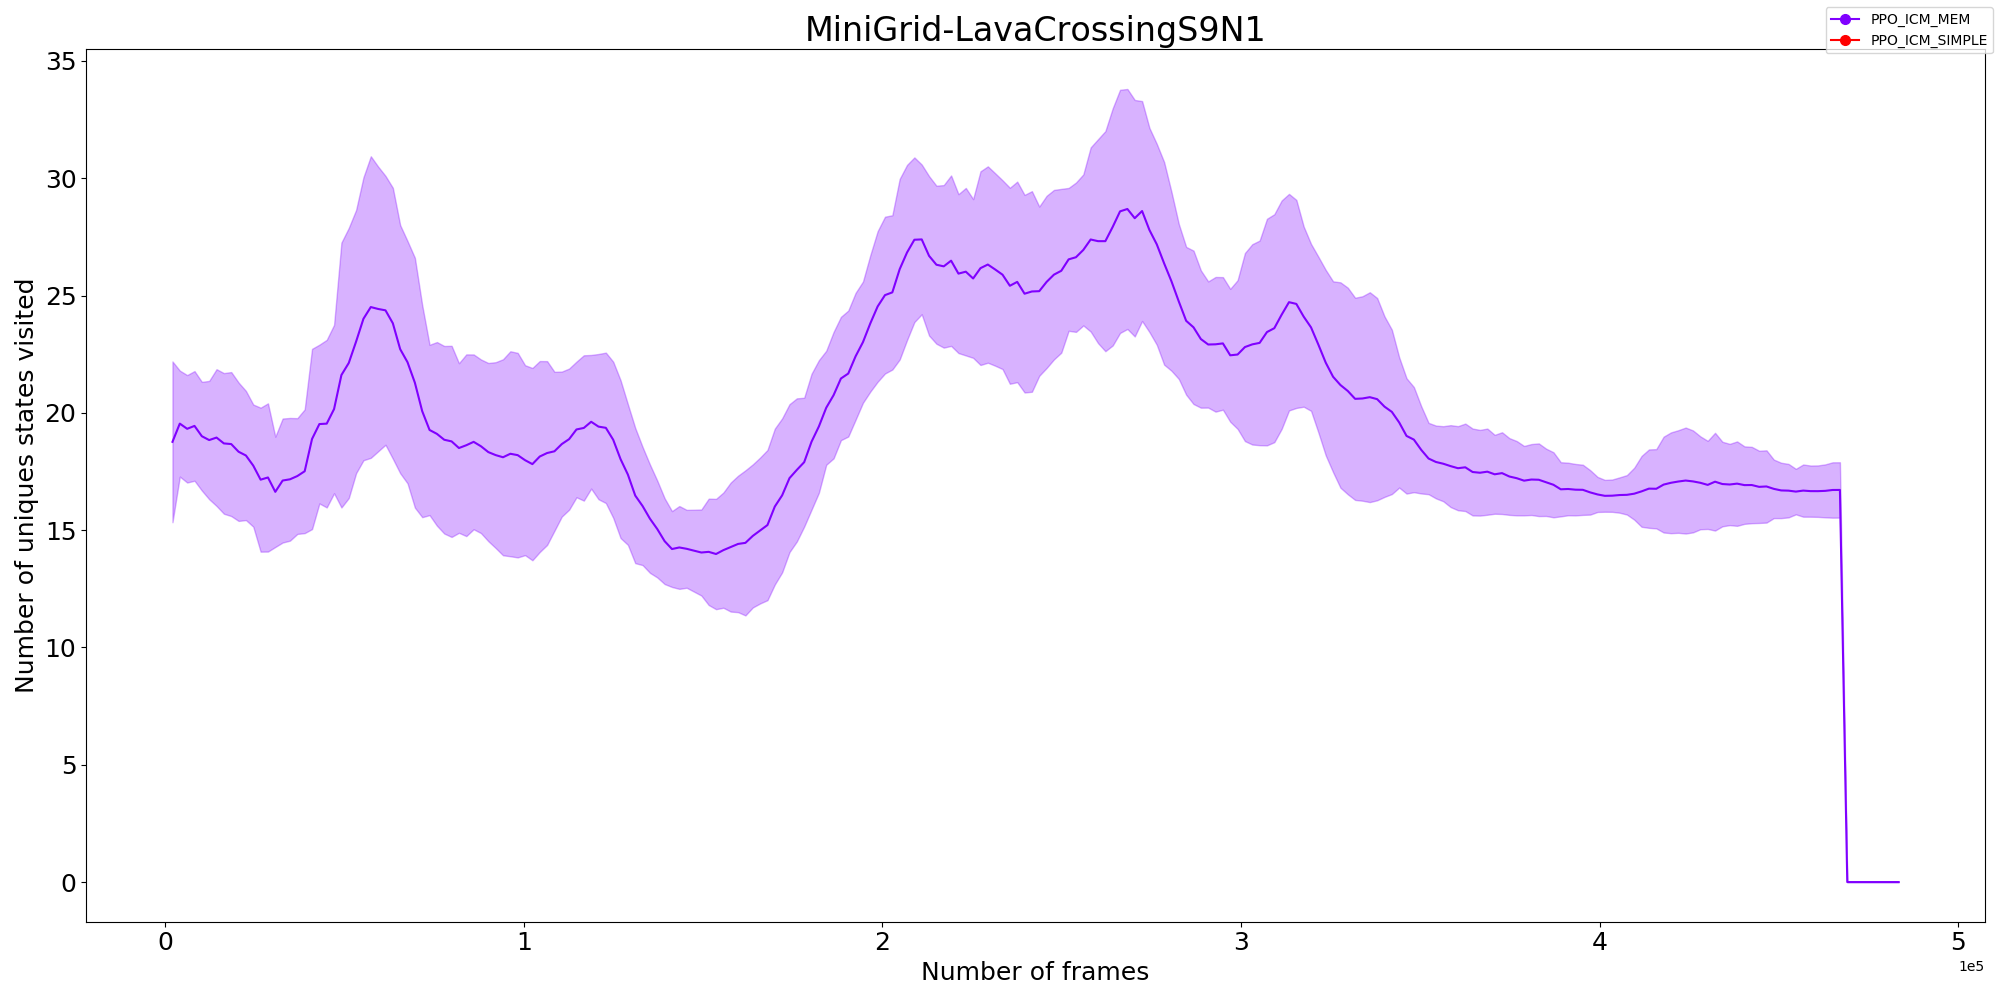 MiniGrid-LavaCrossingS9N1
PPO_ICM_MEM
PPO_ICM_SIMPLE
35
30
25
20
15
10
5
0
Number of uniques states visited
0 1 2 3 4 5
1e5
Number of frames